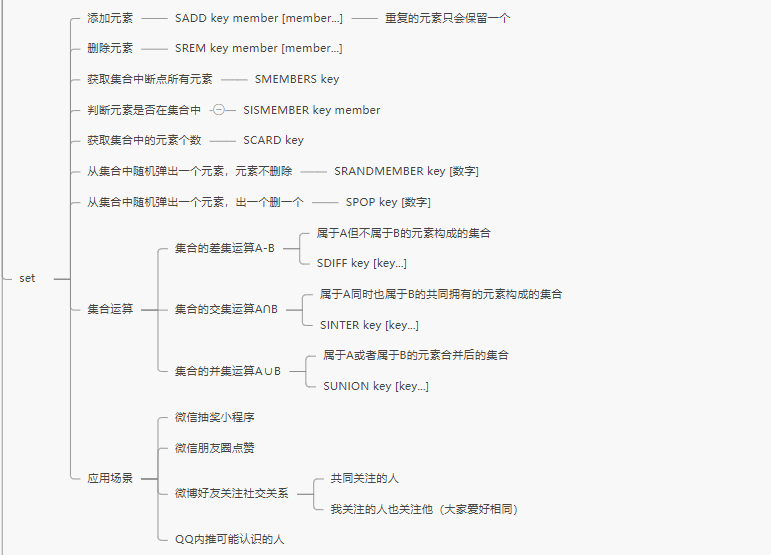 添加元素
SADD key member [member...]
重复的元素只会保留一个
删除元素
SREM key member [member...]
获取集合中断点所有元素
SMEMBERS key
判断元素是否在集合中
SISMEMBER key member
获取集合中的元素个数
SCARD key
从集合中随机弹出一个元素，元素不删除
SRANDMEMBER key [数字]
从集合中随机弹出一个元素，出一个删一个
SPOP key [数字]
set
集合运算
集合的差集运算A-B
属于A但不属于B的元素构成的集合
SDIFF key [key...]
集合的交集运算A∩B
属于A同时也属于B的共同拥有的元素构成的集合
SINTER key [key...]
集合的并集运算A∪B
属于A或者属于B的元素合并后的集合
SUNION key [key...]
应用场景
微信抽奖小程序
微信朋友圈点赞
微博好友关注社交关系
共同关注的人
我关注的人也关注他（大家爱好相同）
QQ内推可能认识的人